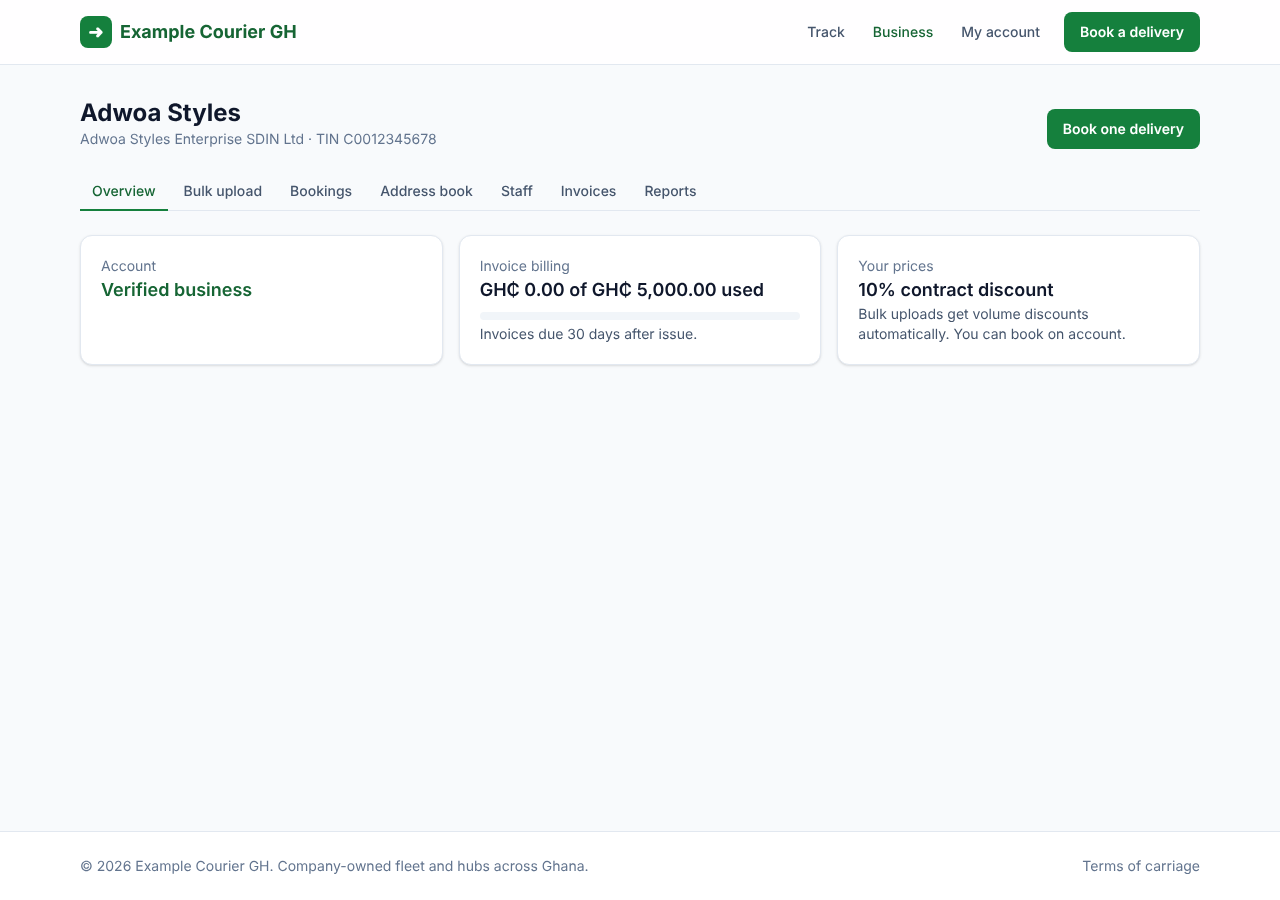 Example Courier GH
Track
Business
My account
Book a delivery
Adwoa Styles
Adwoa Styles Enterprise SDIN Ltd · TIN C0012345678
Book one delivery
Overview
Bulk upload
Bookings
Address book
Staff
Invoices
Reports
Account
Verified business
Invoice billing
GH₵ 0.00 of GH₵ 5,000.00 used
Invoices due 30 days after issue.
Your prices
10% contract discount
Bulk uploads get volume discounts
automatically. You can book on account.
© 2026 Example Courier GH. Company-owned fleet and hubs across Ghana.
Terms of carriage